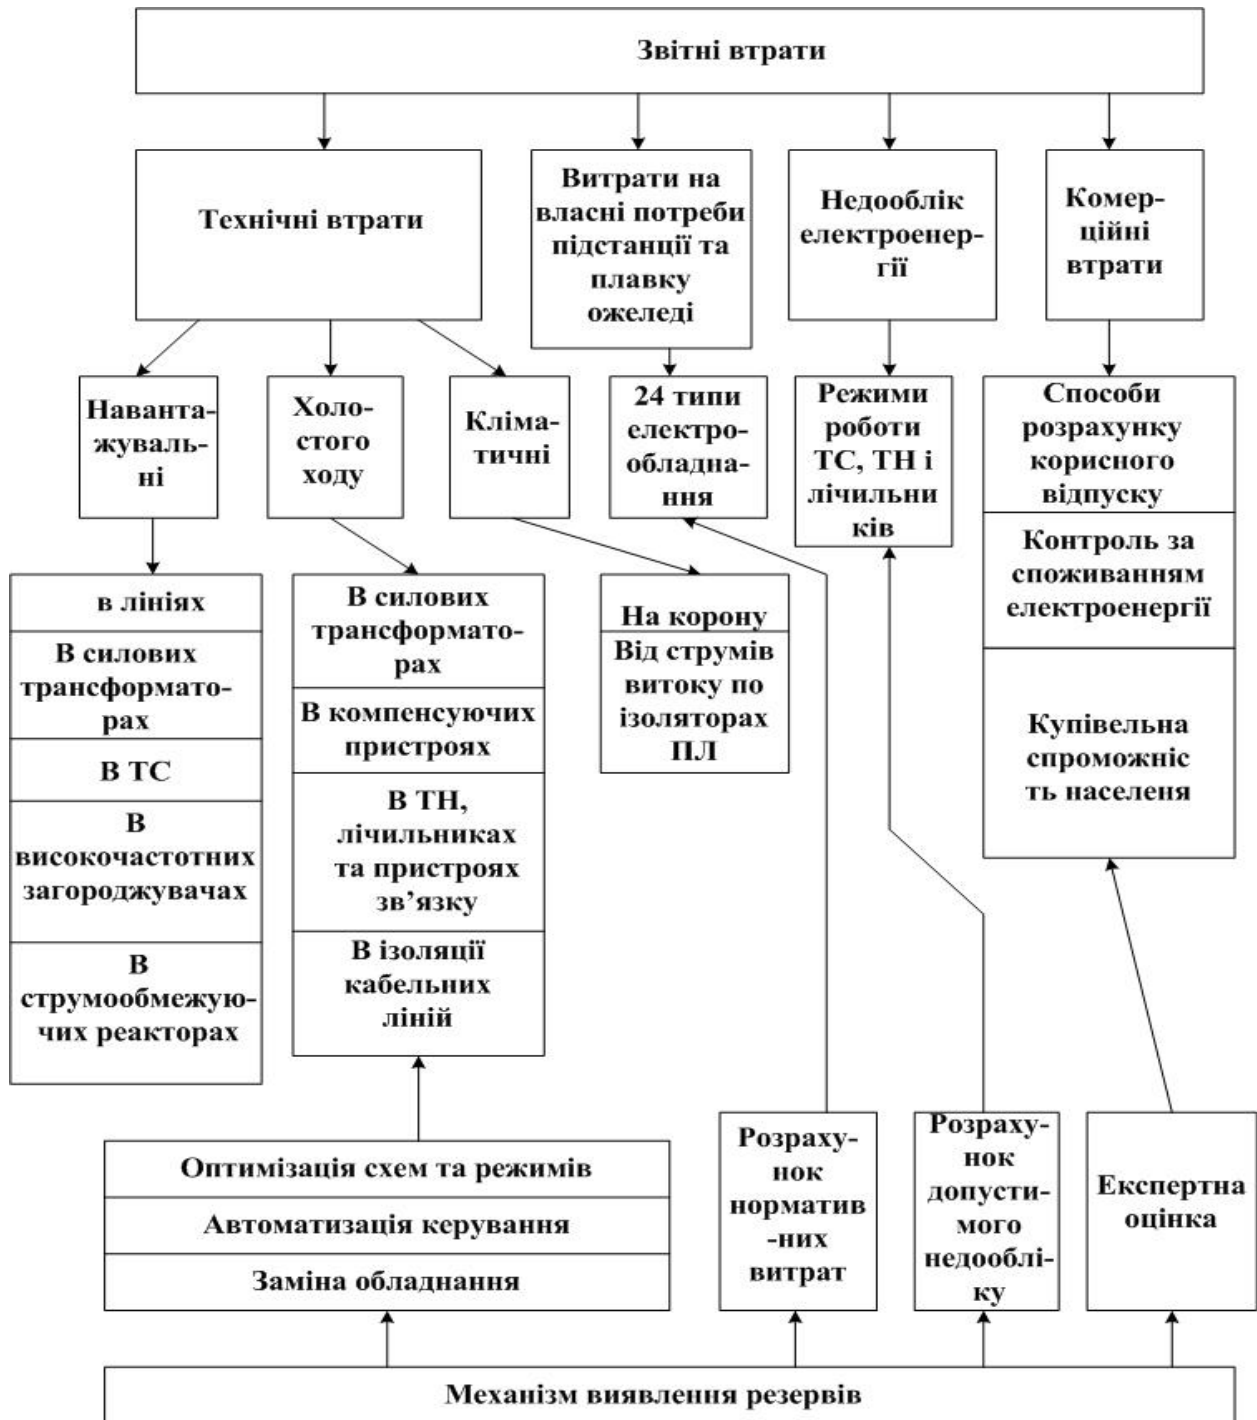 Звітні втрати
Технічні втрати
Витрати на
власні потреби
підстанції та
плавку
ожеледі
Недооблік
електроенер-
гії
Комер-
ційні
втрати
Наванта-
жуваль-
ні
Холо-
стого
ходу
Кліма-
тичні
24 типи
електро-
обладна-
ння
Режими
роботи
ТС, ТН і
лічильни
ків
Способи
розрахунку
корисного
відпуску
Контроль за
споживанням
електроенергії
Купівельна
спроможніс
ть населеня
в лініях
В силових
трансформато-
рах
В ТС
В
високочастотних
загороджувачах
В
струмообмежую-
чих реакторах
В силових
трансформато-
рах
В компенсуючих
пристроях
В ТН,
лічильниках
та пристроях
зв’язку
В ізоляції
кабельних
ліній
На корону
Від струмів
витоку по
ізоляторах
ПЛ
Оптимізація схем та режимів
Автоматизація керування
Заміна обладнання
Розраху-
нок
норматив
-них
витрат
Розраху-
нок
допусти-
мого
недооблі-
ку
Експертна
оцінка
Механізм виявлення резервів